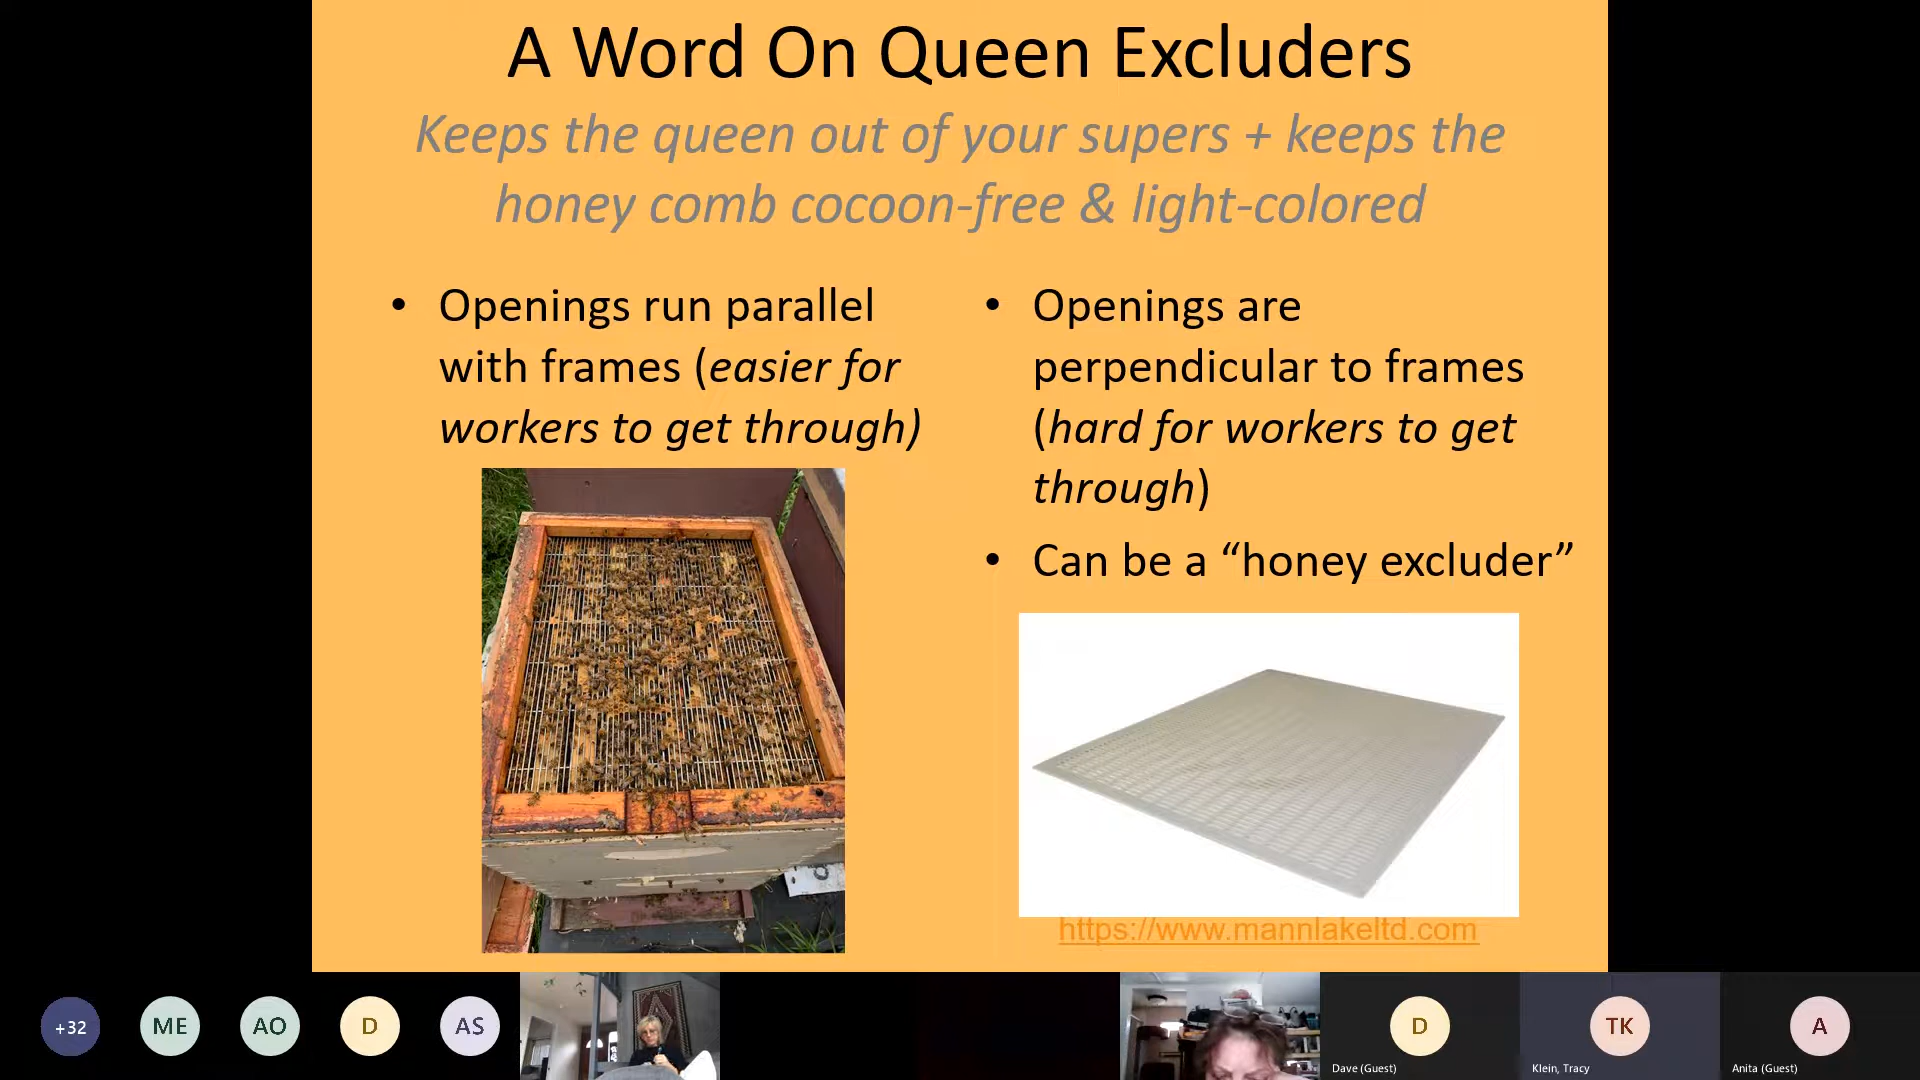 A Word On Queen Excluders
Keeps the queen out of your supers + keeps the
honey comb cocoon-free & light-colored
• Openings run parallel
with frames (easier for
workers to get through)
• Openings are
perpendicular to frames
(hard for workers to get
through)
• Can be a “honey excluder”
https://www.mannlakeltd.com
+32
ME
AO
D
AS
D
Dave (Guest)
TK
Klein, Tracy
A
Anita (Guest)